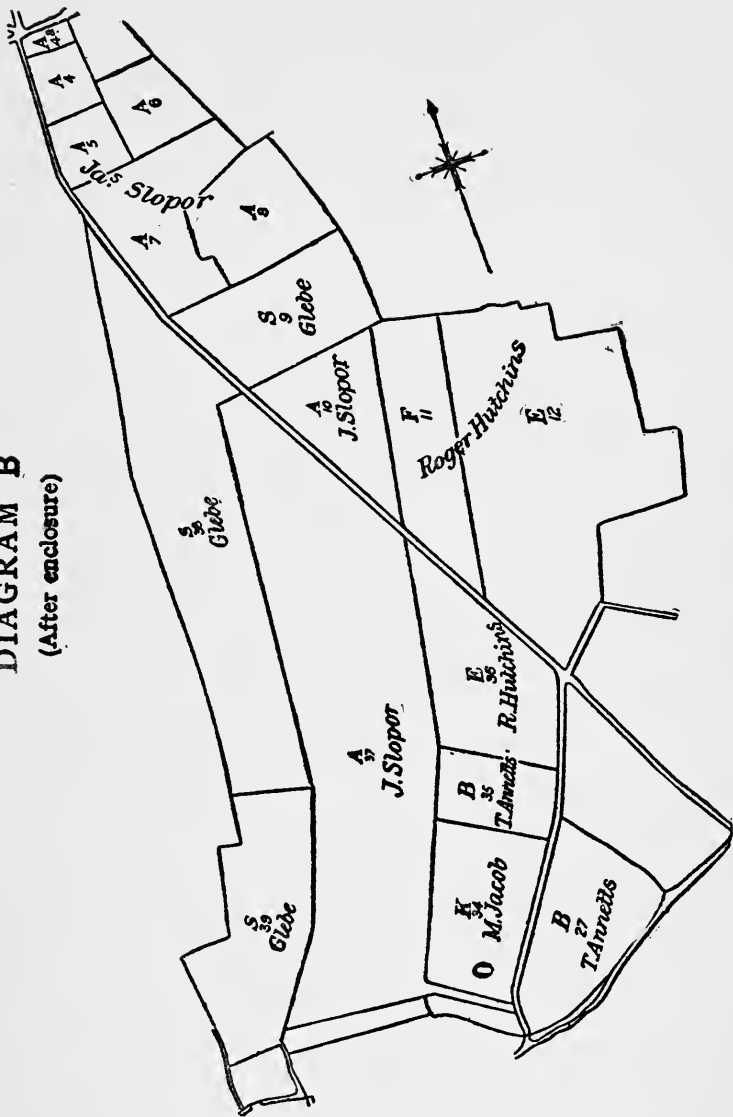 DIAGRAM B
(After enclosure)
A
4a
A
4
A
5
A
6
Jas. Slopor
A
7
A
8
S
9
Glebe
A
10
J. Slopor
F
11
Roger Hutchins
E
12
S
38
Glebe
A
37
J. Slopor
E
36
R. Hutchins
B
35
T. Annetts.
K
34
M. Jacob
O
B
27
T. Annetts
S
39
Glebe